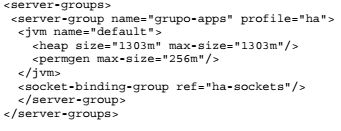 <server-groups>
 <server-group name="grupo-apps" profile="ha">
  <jvm name="default">
    <heap size="1303m" max-size="1303m"/>
    <permgen max-size="256m"/>
  </jvm>
  <socket-binding-group ref="ha-sockets"/>
  </server-group>
</server-groups>